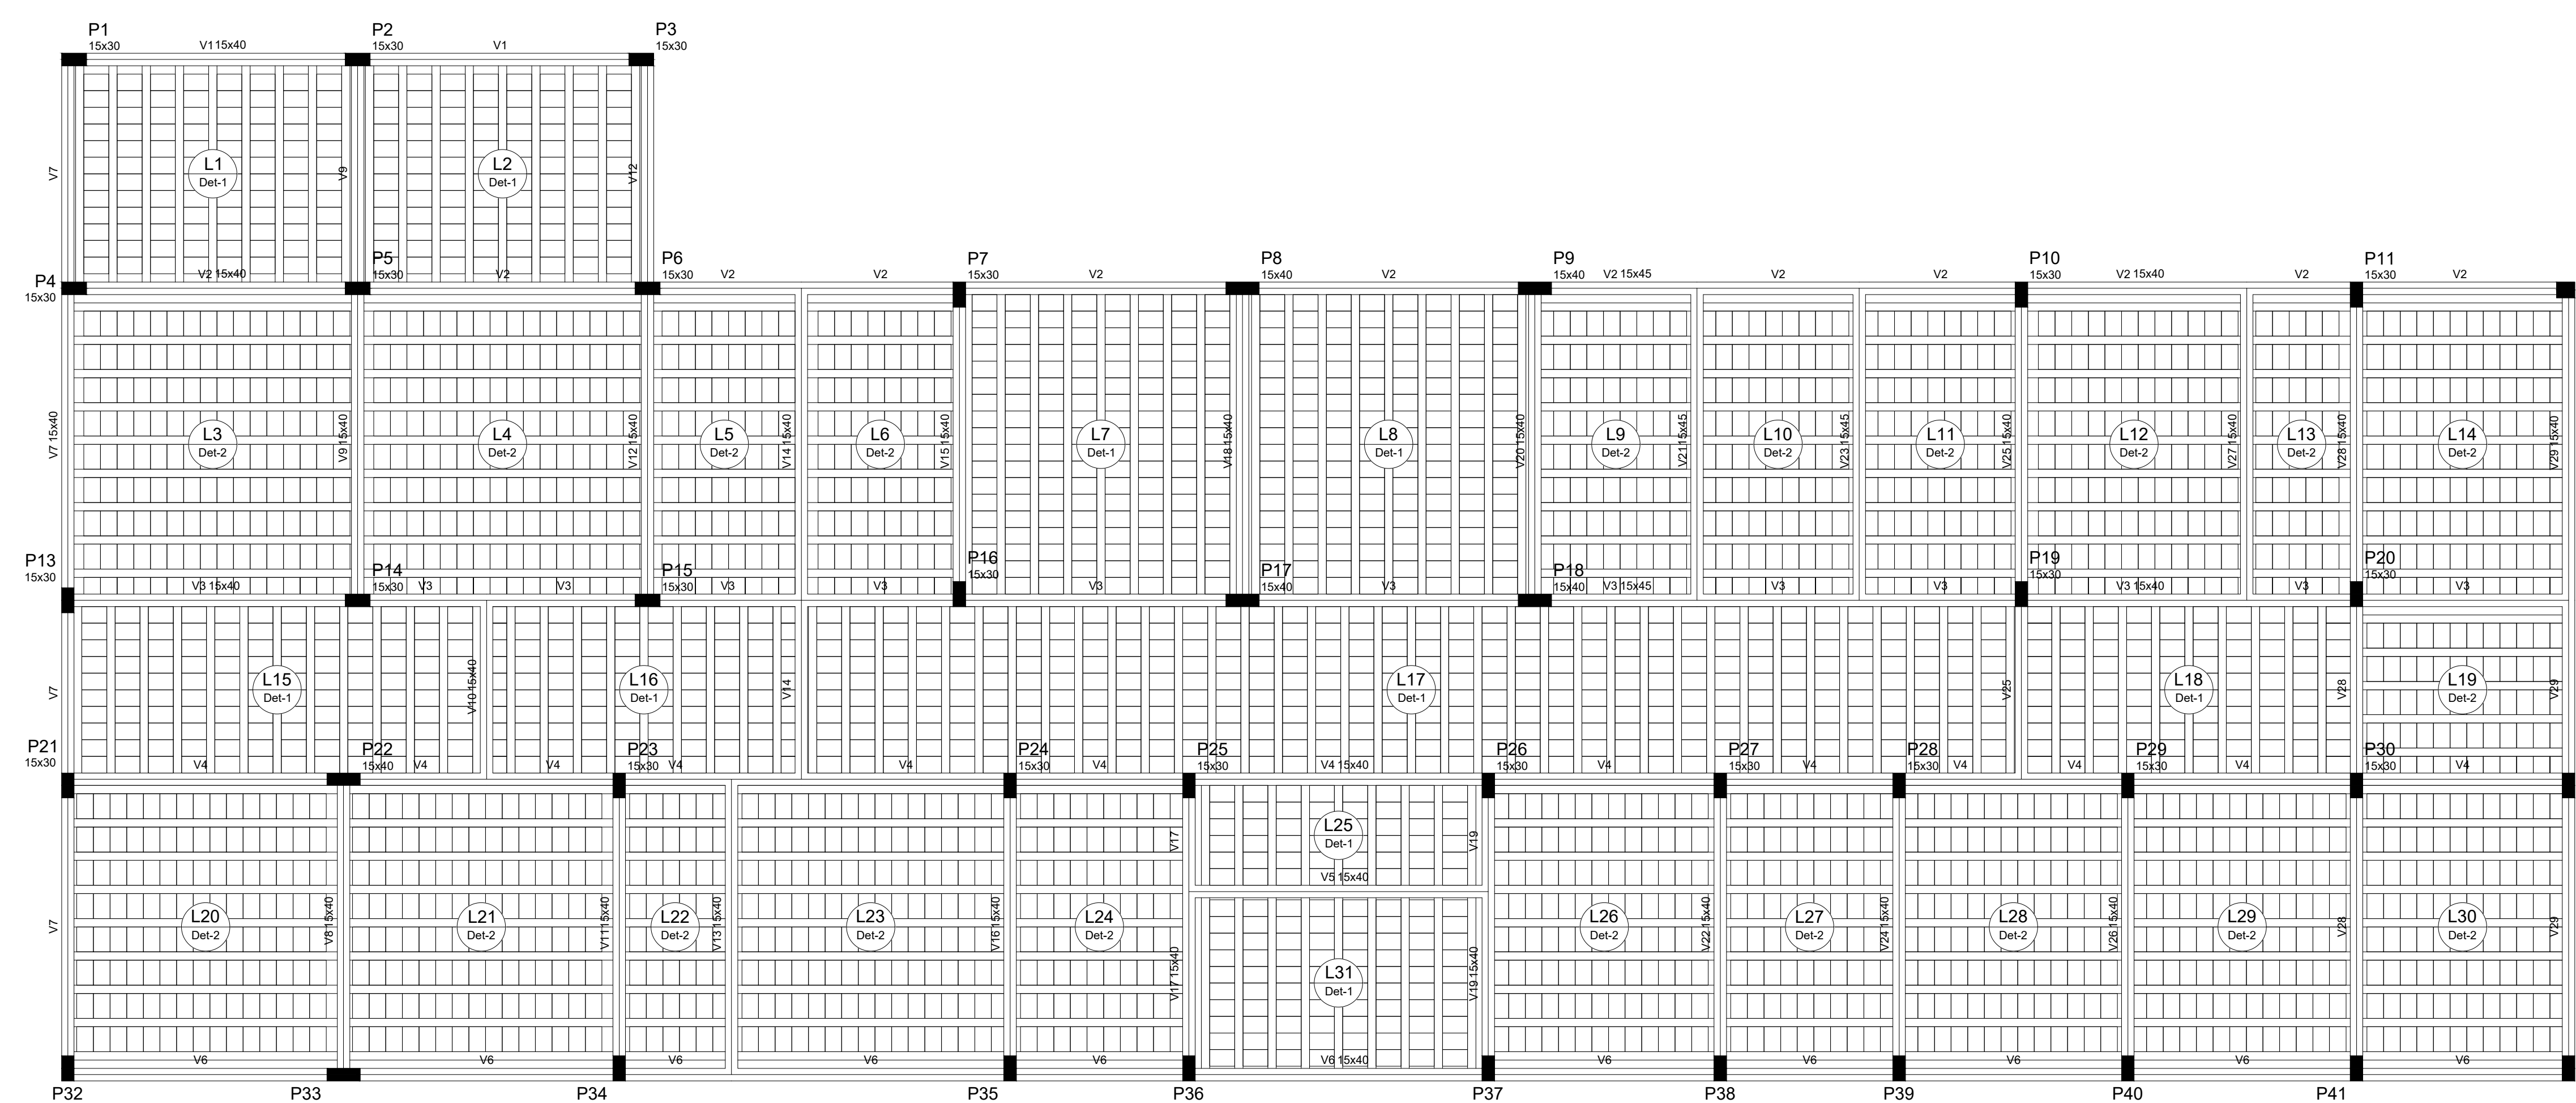 P1
15x30
V1 15x40
P2
15x30
V1
P3
15x30
V7
L1
Det-1
V9
L2
Det-1
V12
P4
15x30
V2 15x40
P5
15x30
V2
P6
15x30
V2
V2
P7
15x30
V2
P8
15x40
V2
P9
15x40
V2 15x45
V2
V2
P10
15x30
V2 15x40
V2
P11
15x30
V2
V7 15x40
L3
Det-2
V9 15x40
L4
Det-2
V12 15x40
L5
Det-2
V14 15x40
L6
Det-2
V15 15x40
L7
Det-1
V18 15x40
L8
Det-1
V20 15x40
L9
Det-2
V21 15x45
L10
Det-2
V23 15x45
L11
Det-2
V25 15x40
L12
Det-2
V27 15x40
L13
Det-2
V28 15x40
L14
Det-2
V29 15x40
P13
15x30
V3 15x40
P14
15x30
V3
V3
P15
15x30
V3
V3
P16
15x30
V3
P17
15x40
V3
P18
15x40
V3 15x45
V3
V3
P19
15x30
V3 15x40
V3
P20
15x30
V3
V7
L15
Det-1
V10 15x40
L16
Det-1
V14
L17
Det-1
V25
L18
Det-1
V28
L19
Det-2
V29
P21
15x30
V4
P22
15x40
V4
V4
P23
15x30
V4
V4
P24
15x30
V4
P25
15x30
V4 15x40
P26
15x30
V4
P27
15x30
V4
P28
15x30
V4
V4
P29
15x30
V4
P30
15x30
V4
V17
L25
Det-1
V19
V5 15x40
V7
L20
Det-2
V8 15x40
L21
Det-2
V11 15x40
L22
Det-2
V13 15x40
L23
Det-2
V16 15x40
L24
Det-2
V17 15x40
L31
Det-1
V19 15x40
L26
Det-2
V22 15x40
L27
Det-2
V24 15x40
L28
Det-2
V26 15x40
L29
Det-2
V28
L30
Det-2
V29
V6
V6
V6
V6
V6
V6 15x40
V6
V6
V6
V6
V6
P32
P33
P34
P35
P36
P37
P38
P39
P40
P41